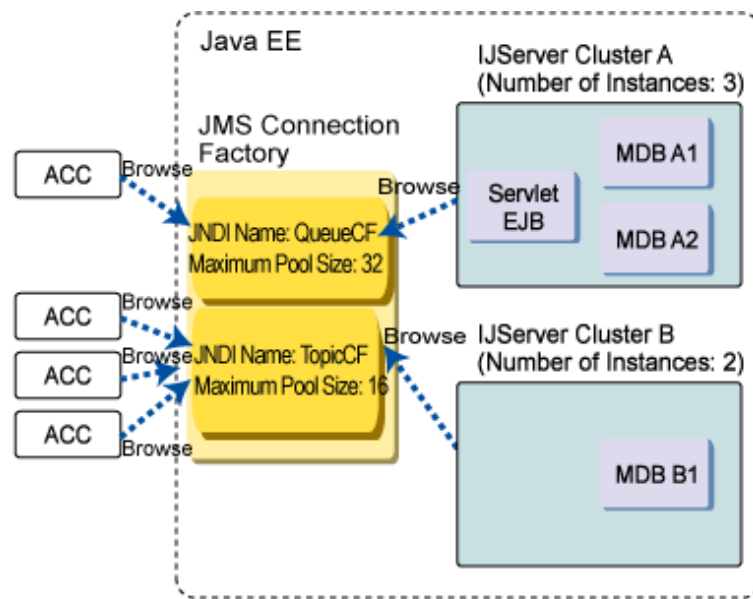 Java EE
IJServer Cluster A
(Number of Instances: 3)
JMS Connection
Factory
ACC
Browse
JNDI Name: QueueCF
Maximum Pool Size: 32
Browse
Servlet
EJB
MDB A1
MDB A2
ACC
Browse
ACC
Browse
ACC
Browse
JNDI Name: TopicCF
Maximum Pool Size: 16
Browse
IJServer Cluster B
(Number of Instances: 2)
MDB B1